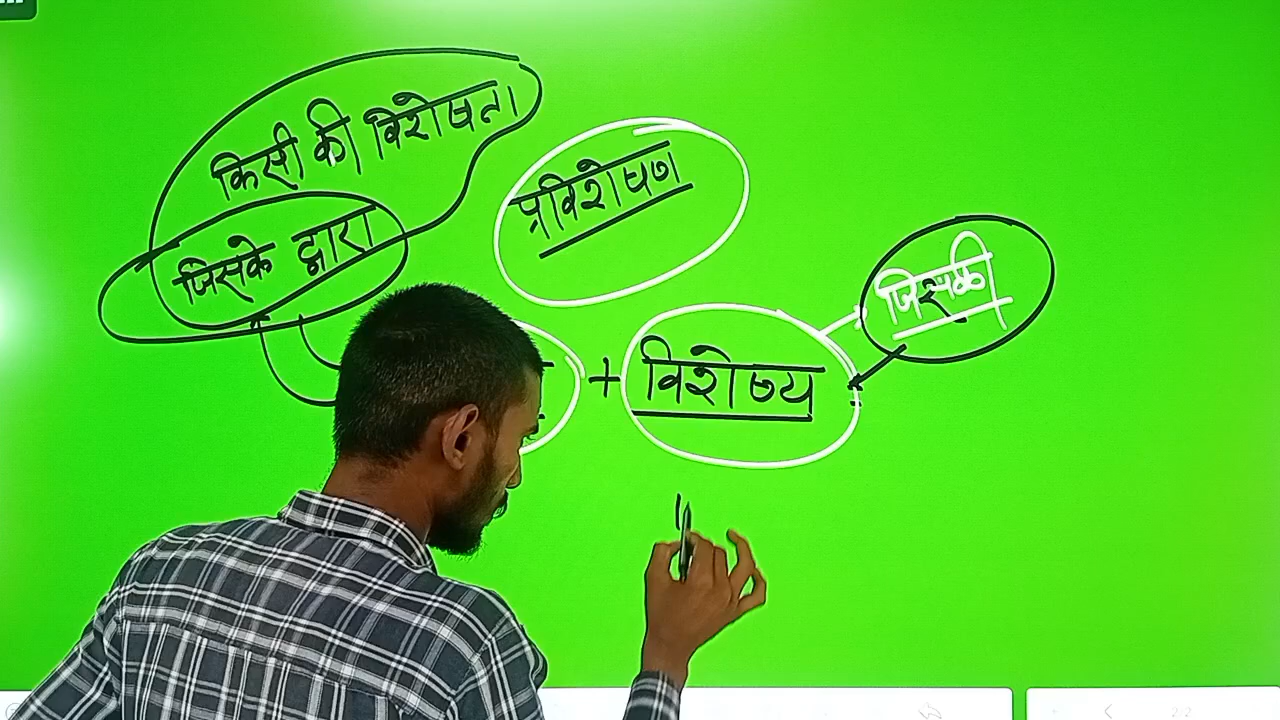 किसी की विशेषता
जिसके द्वारा
प्रविशेषण
+ विशेष्य
जिसकी